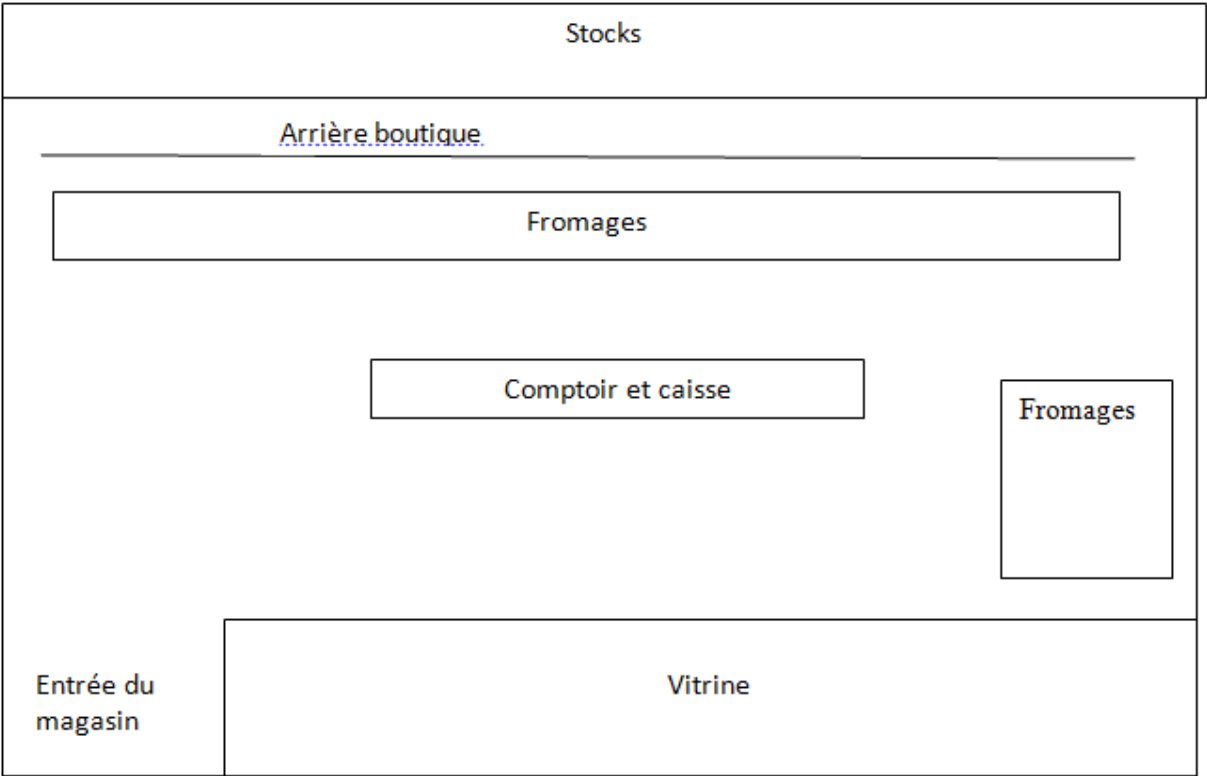 Stocks
Arrière boutique
Fromages
Comptoir et caisse
Fromages
Entrée du
magasin
Vitrine